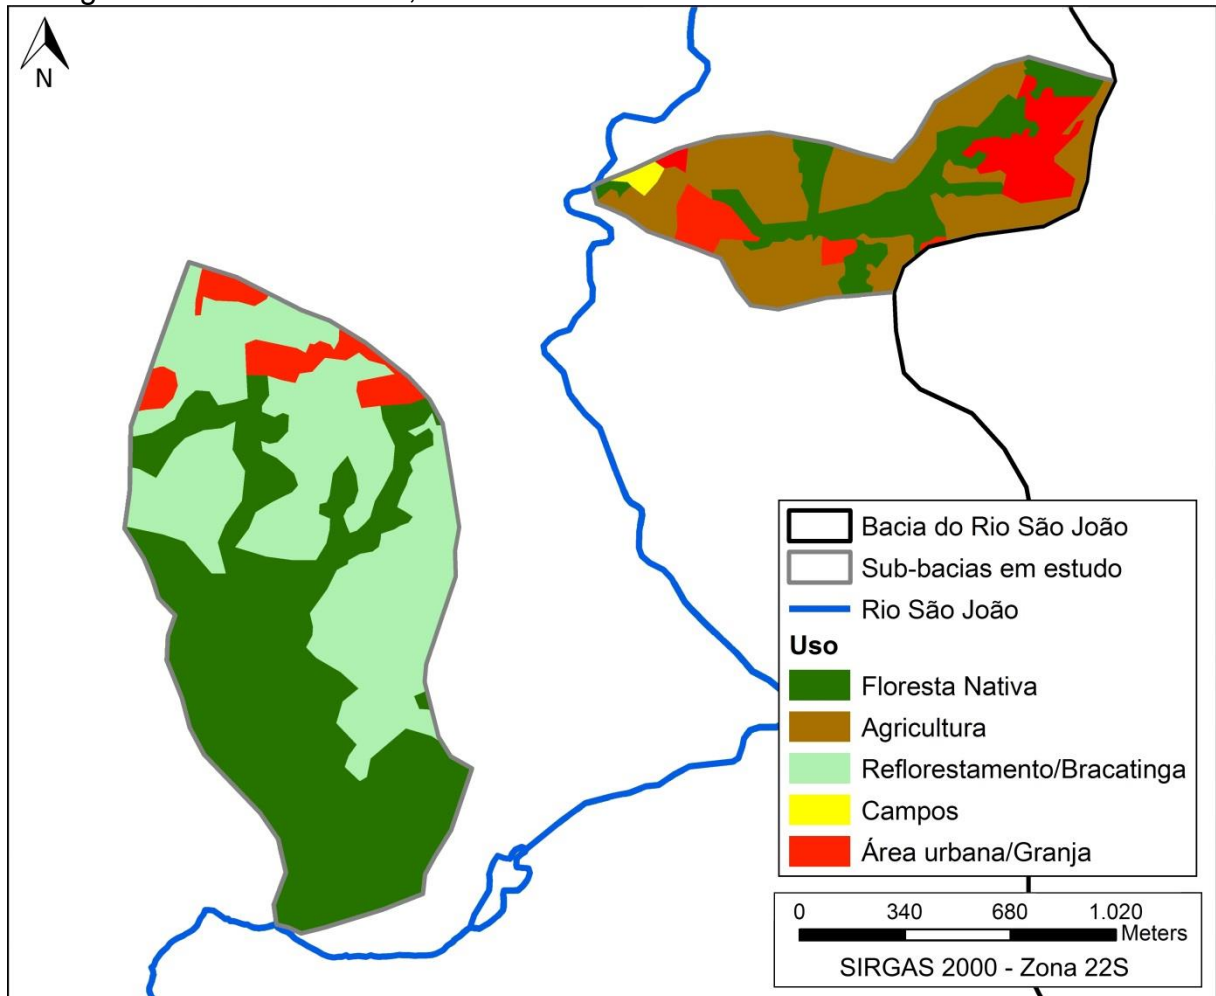 N
Bacia do Rio São João
Sub-bacias em estudo
Rio São João
Uso
Floresta Nativa
Agricultura
Reflorestamento/Bracatinga
Campos
Área urbana/Granja
0 340 680 1.020
Meters
SIRGAS 2000 - Zona 22S